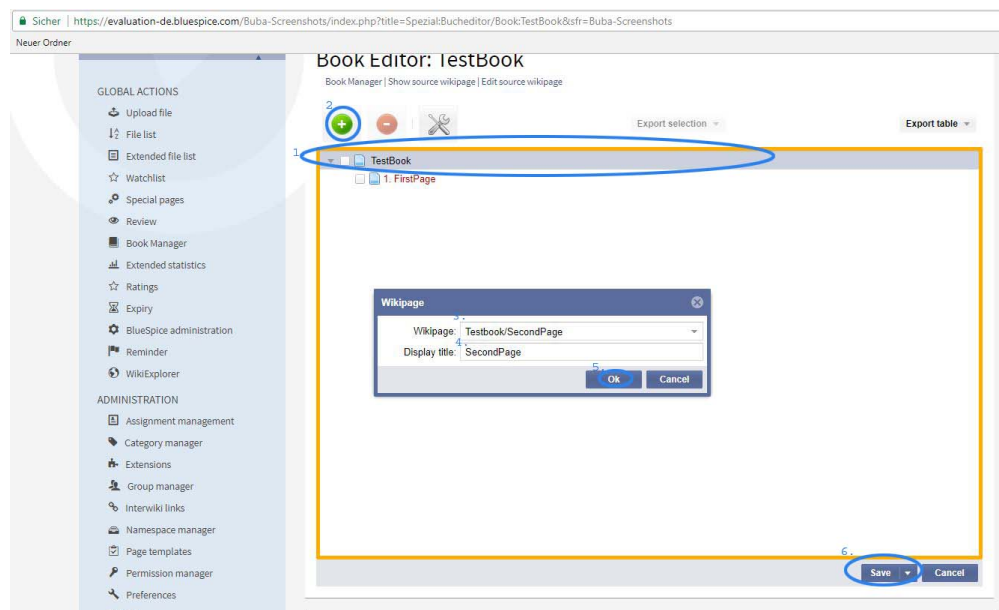 Sicher | https://evaluation-de.bluespice.com/Buba-Screenshots/index.php?title=Spezial:Bucheditor/Book:TestBook&sfr=Buba-Screenshots
Neuer Ordner
Book Editor: TestBook
Book Manager | Show source wikipage | Edit source wikipage
GLOBAL ACTIONS
Upload file
File list
Extended file list
Watchlist
Special pages
Review
Book Manager
Extended statistics
Ratings
Expiry
BlueSpice administration
Reminder
WikiExplorer
ADMINISTRATION
Assignment management
Category manager
Extensions
Group manager
Interwiki links
Namespace manager
Page templates
Permission manager
Preferences
2.
Export selection
Export table
1.
TestBook
1. FirstPage
Wikipage
3.
Wikipage: Testbook/SecondPage
4.
Display title: SecondPage
5.
Ok Cancel
6.
Save Cancel